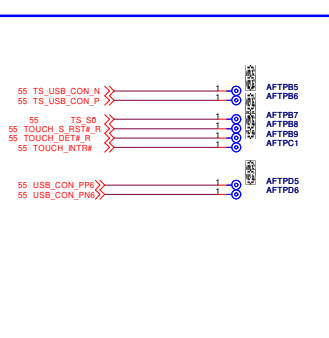 55 TS_USB_CON_N 1 AFTPB5
55 TS_USB_CON_P 1 AFTPB6
55 TS_S0 1 AFTPB7
55 TOUCH_S_RST#_R 1 AFTPB8
55 TOUCH_DET#_R 1 AFTPB9
55 TOUCH_INTR# 1 AFTPC1
55 USB_CON_PP6 1 AFTPD5
55 USB_CON_PN6 1 AFTPD6